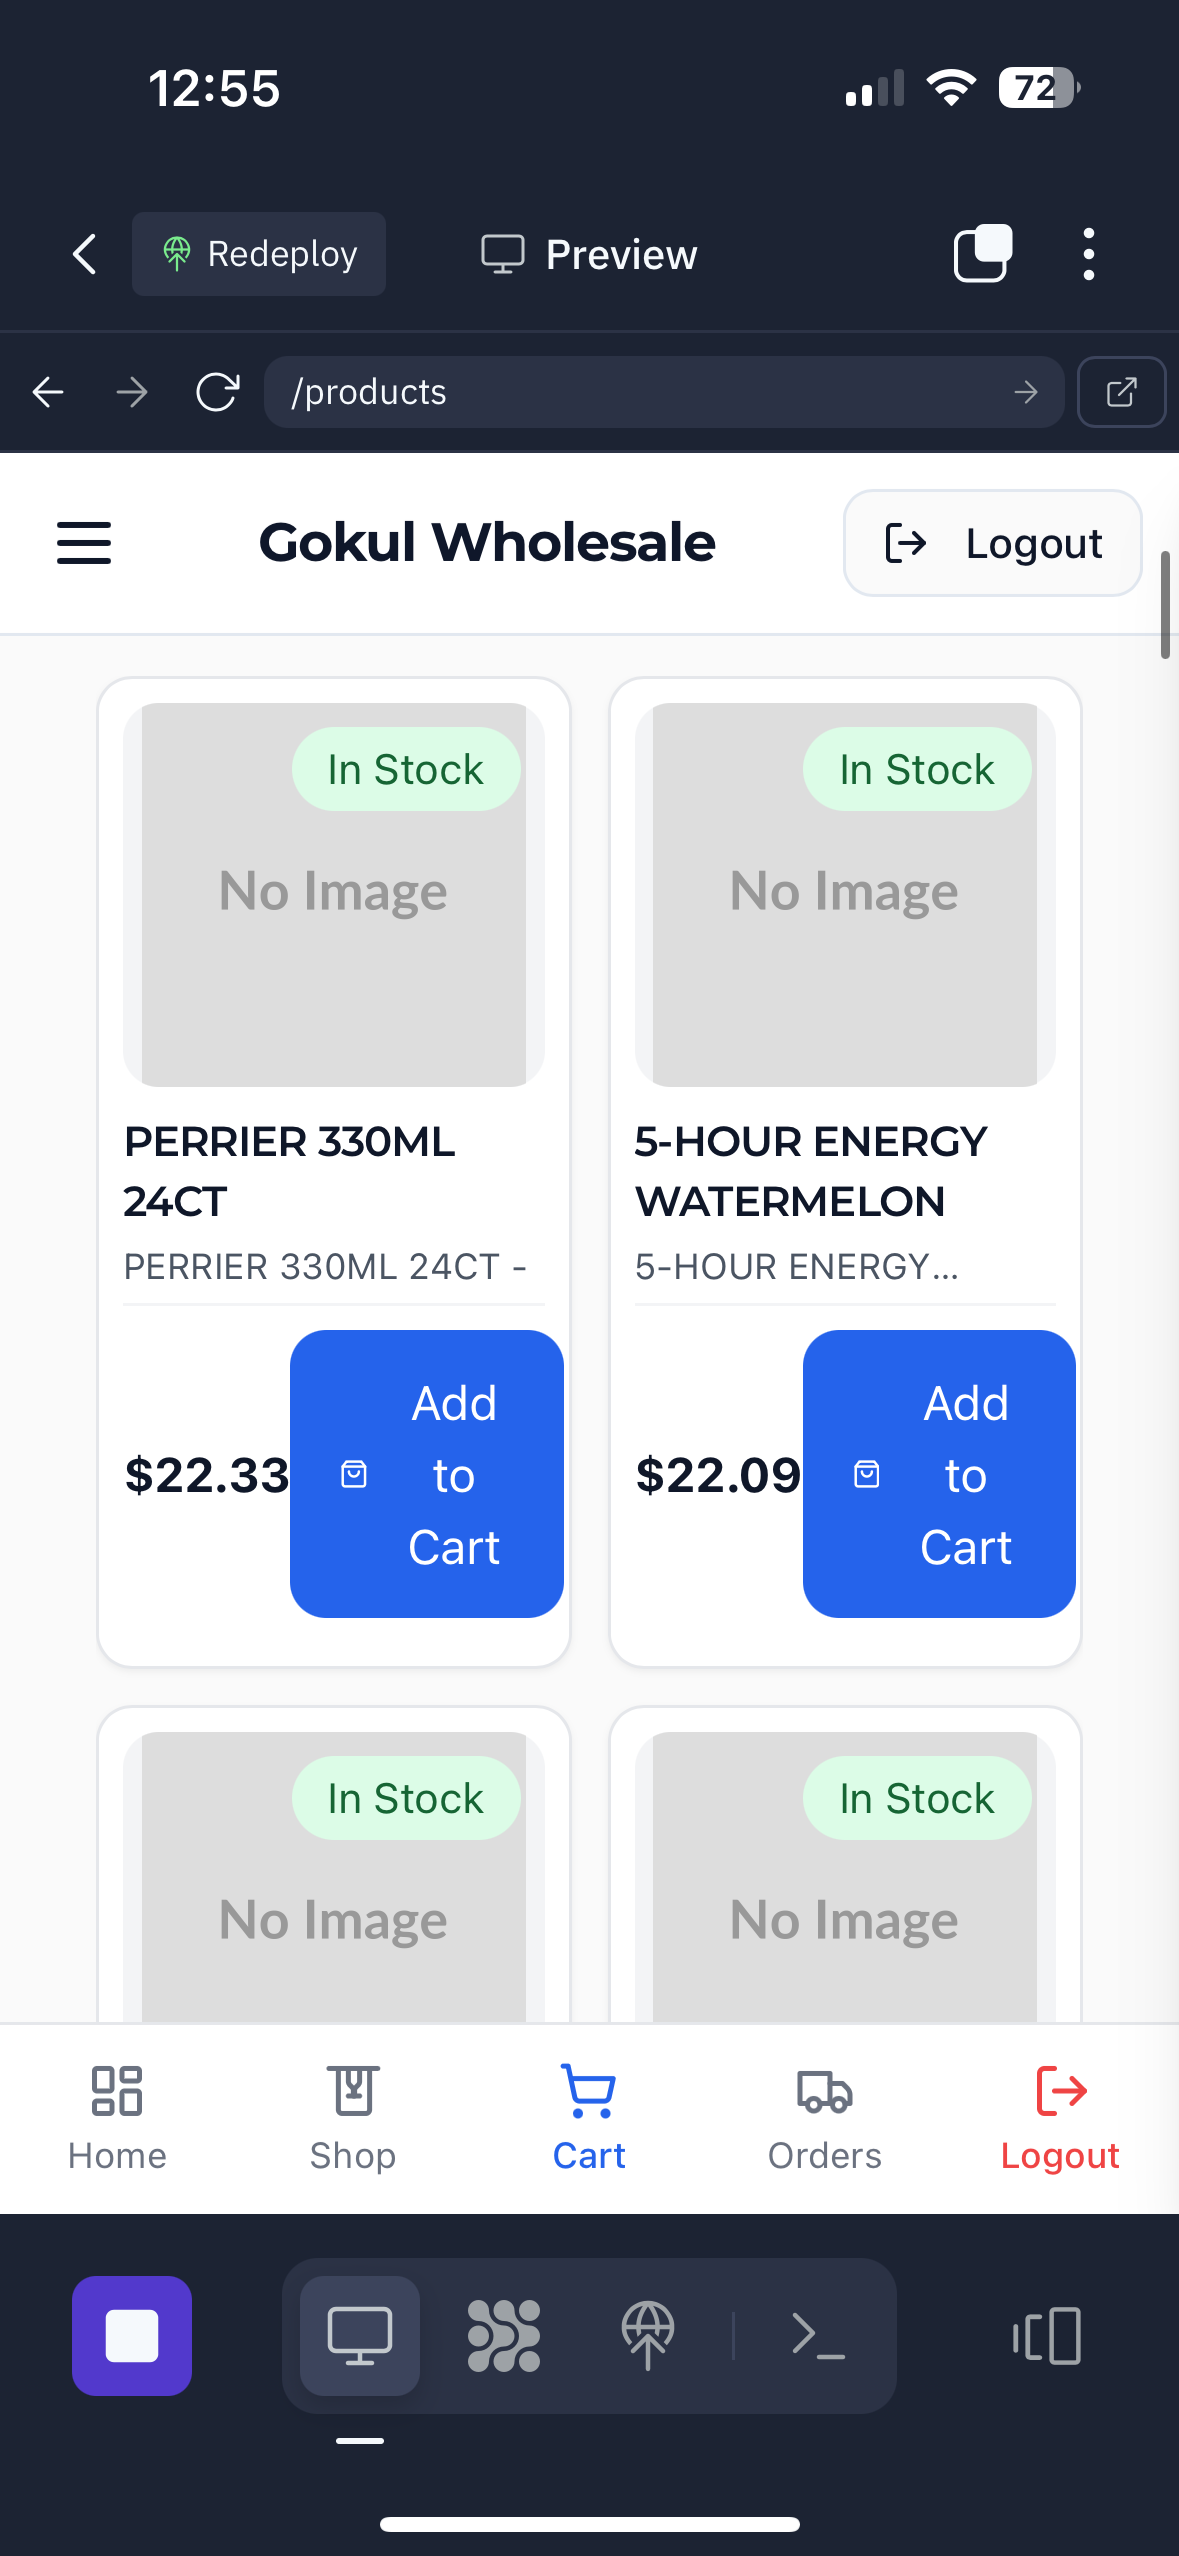 12:55
72
Redeploy
Preview
/products
Gokul Wholesale
Logout
In Stock
No Image
PERRIER 330ML
24CT
PERRIER 330ML 24CT -
$22.33
Add
to
Cart
In Stock
No Image
5-HOUR ENERGY
WATERMELON
5-HOUR ENERGY...
$22.09
Add
to
Cart
In Stock
No Image
In Stock
No Image
Home
Shop
Cart
Orders
Logout